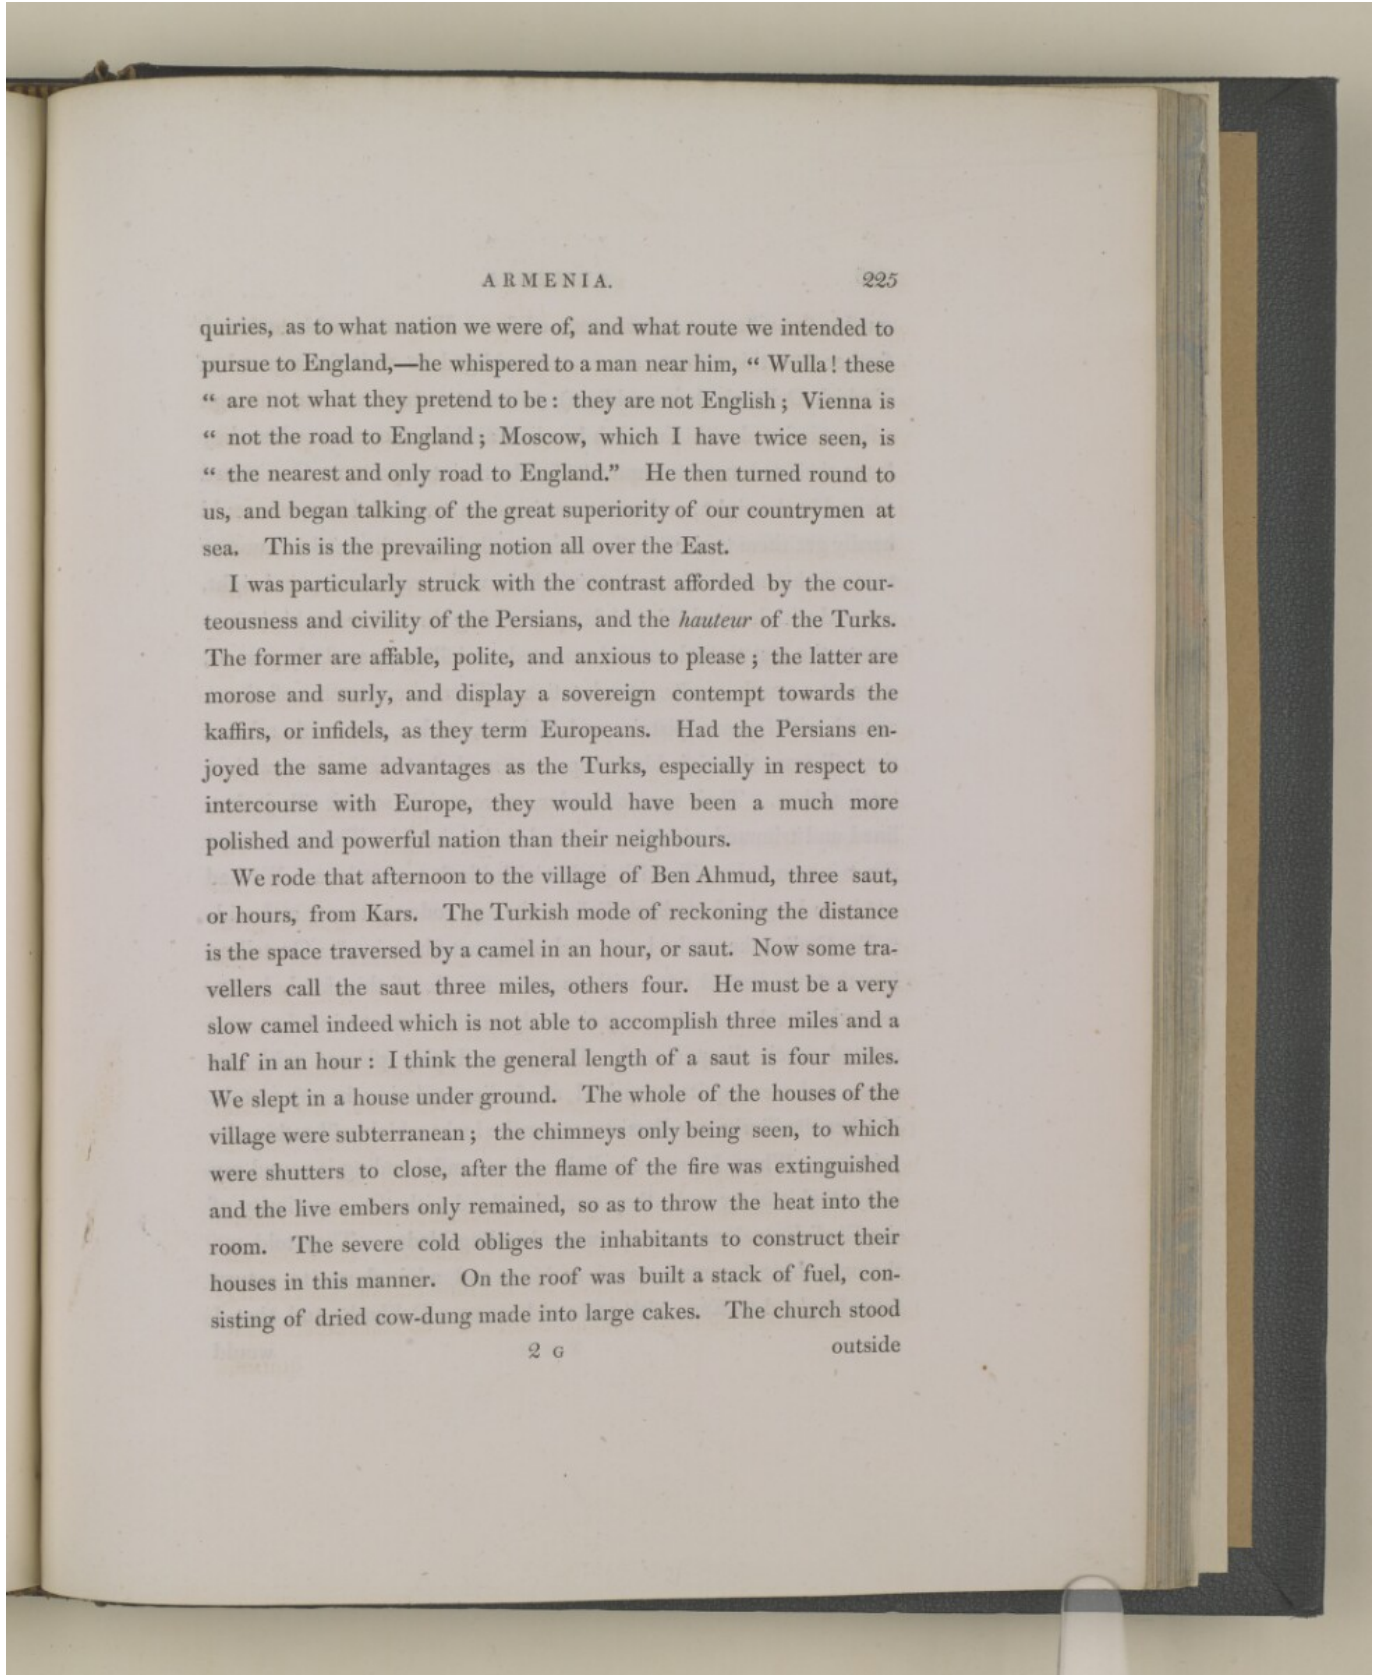 ARMENIA. 225
quiries, as to what nation we were of, and what route we intended to
pursue to England,—he whispered to a man near him, “ Wulla! these
“ are not what they pretend to be: they are not English; Vienna is
“ not the road to England; Moscow, which I have twice seen, is
“ the nearest and only road to England.” He then turned round to
us, and began talking of the great superiority of our countrymen at
sea. This is the prevailing notion all over the East.
I was particularly struck with the contrast afforded by the cour-
teousness and civility of the Persians, and the hauteur of the Turks.
The former are affable, polite, and anxious to please; the latter are
morose and surly, and display a sovereign contempt towards the
kaffirs, or infidels, as they term Europeans. Had the Persians en-
joyed the same advantages as the Turks, especially in respect to
intercourse with Europe, they would have been a much more
polished and powerful nation than their neighbours.
We rode that afternoon to the village of Ben Ahmud, three saut,
or hours, from Kars. The Turkish mode of reckoning the distance
is the space traversed by a camel in an hour, or saut. Now some tra-
vellers call the saut three miles, others four. He must be a very
slow camel indeed which is not able to accomplish three miles and a
half in an hour: I think the general length of a saut is four miles.
We slept in a house under ground. The whole of the houses of the
village were subterranean; the chimneys only being seen, to which
were shutters to close, after the flame of the fire was extinguished
and the live embers only remained, so as to throw the heat into the
room. The severe cold obliges the inhabitants to construct their
houses in this manner. On the roof was built a stack of fuel, con-
sisting of dried cow-dung made into large cakes. The church stood
2 G outside